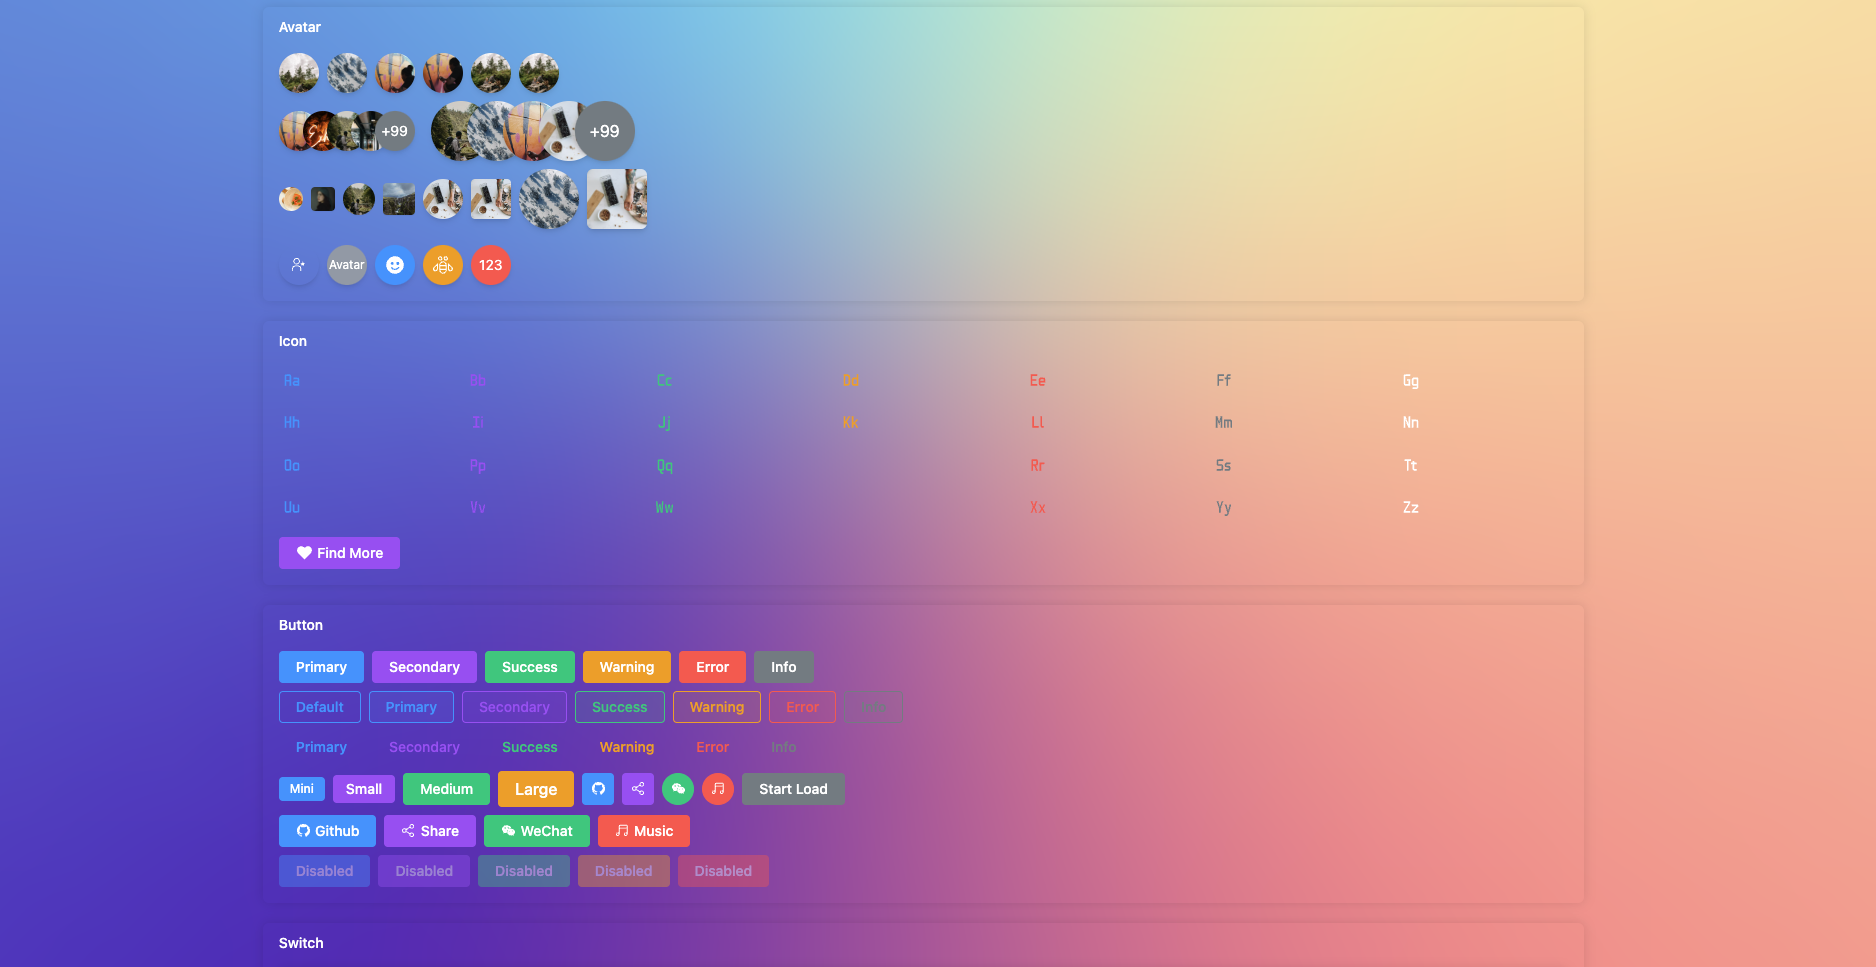 Avatar
+99 +99
Avatar 123
Icon
Aa Bb Cc Dd Ee Ff Gg
Hh Ii Jj Kk Ll Mm Nn
Oo Pp Qq Rr Ss Tt
Uu Vv Ww Xx Yy Zz
Find More
Button
Primary Secondary Success Warning Error Info
Default Primary Secondary Success Warning Error Info
Primary Secondary Success Warning Error Info
Mini Small Medium Large Start Load
Github Share WeChat Music
Disabled Disabled Disabled Disabled Disabled
Switch